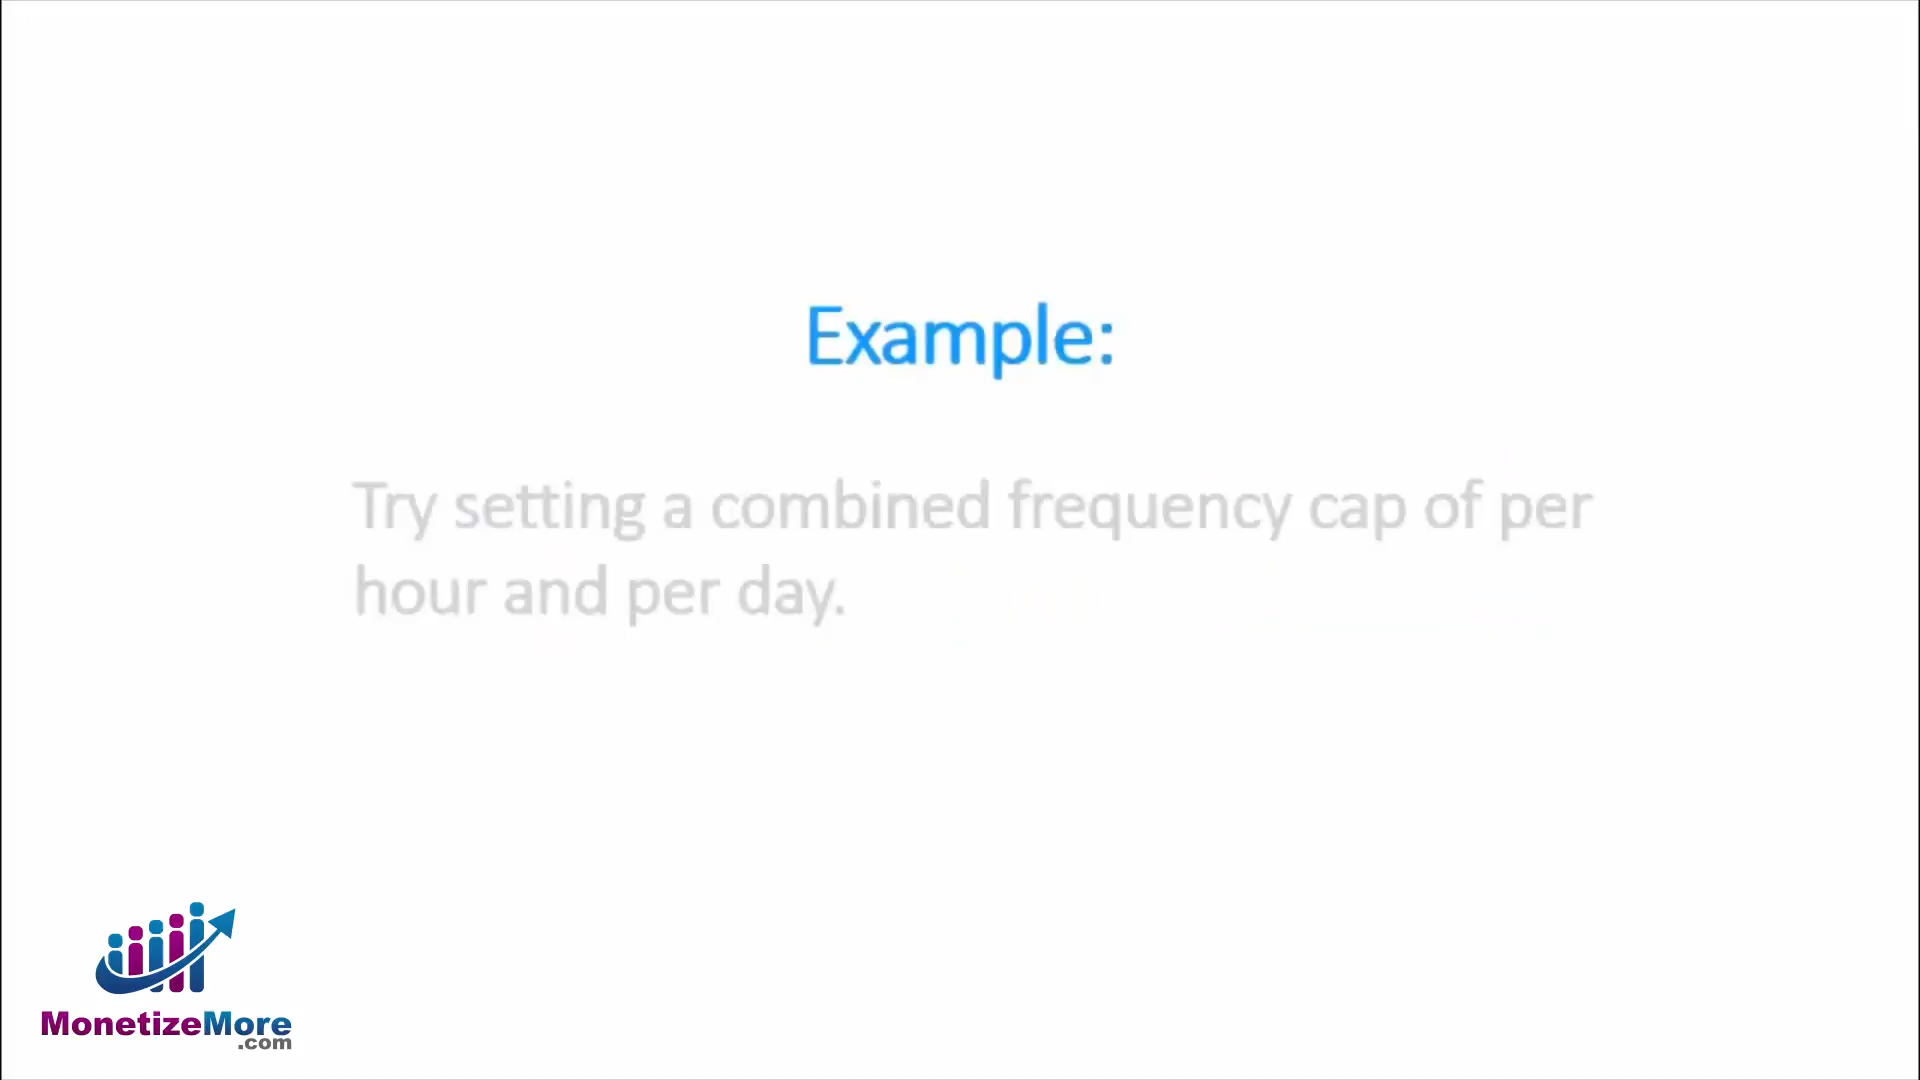 Example:
Try setting a combined frequency cap of per
hour and per day.
MonetizeMore
.com